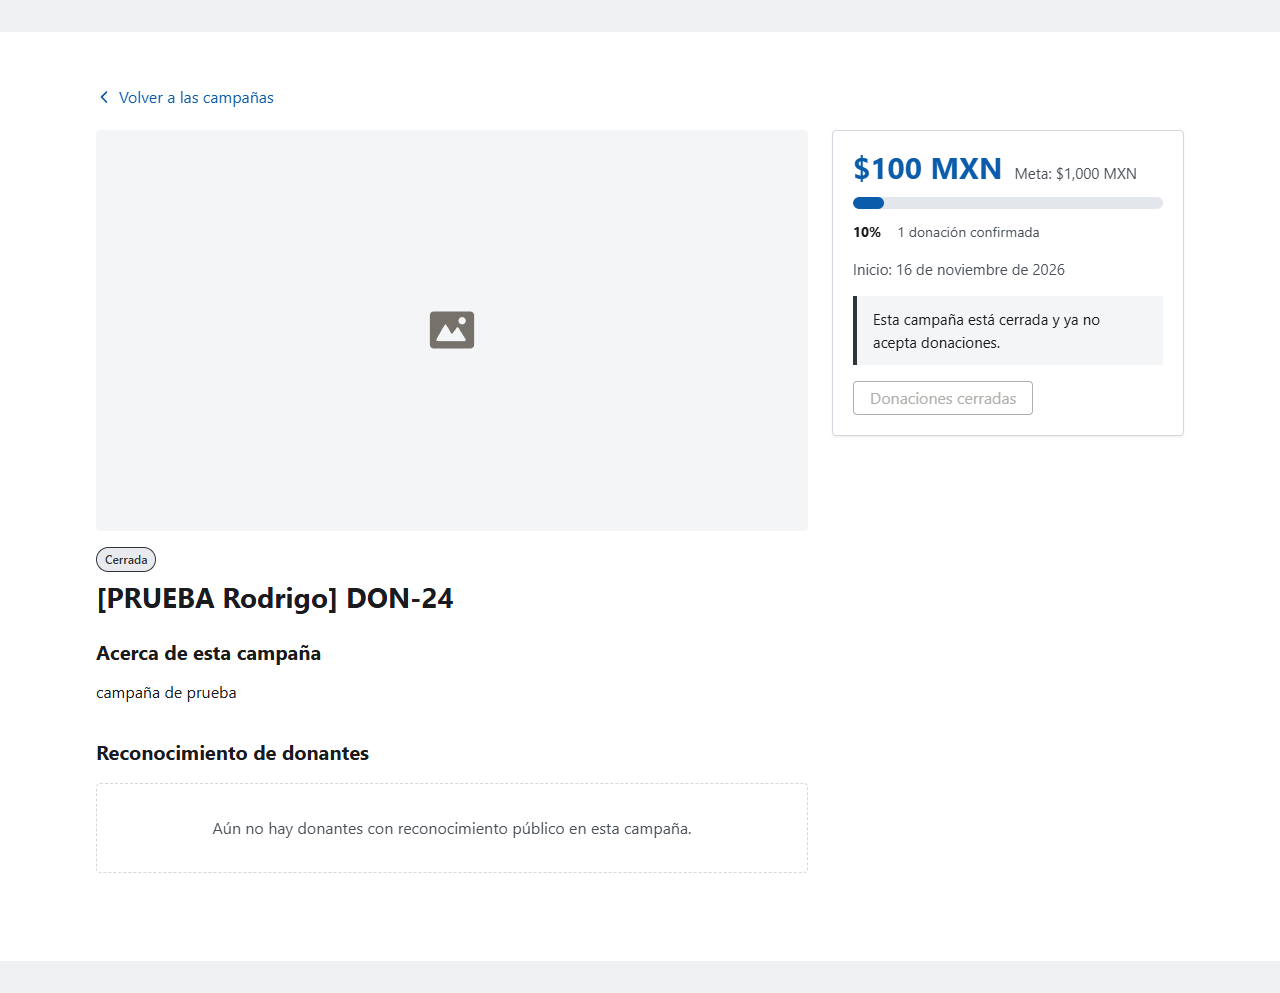 Volver a las campañas
$100 MXN Meta: $1,000 MXN
10% 1 donación confirmada
Inicio: 16 de noviembre de 2026
Esta campaña está cerrada y ya no
acepta donaciones.
Donaciones cerradas
Cerrada
[PRUEBA Rodrigo] DON-24
Acerca de esta campaña
campaña de prueba
Reconocimiento de donantes
Aún no hay donantes con reconocimiento público en esta campaña.